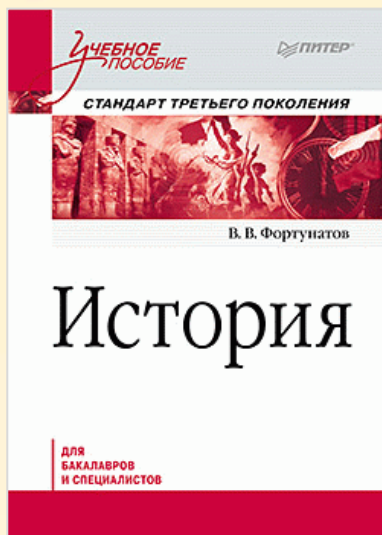 УЧЕБНОЕ
ПОСОБИЕ
ПИТЕР®
СТАНДАРТ ТРЕТЬЕГО ПОКОЛЕНИЯ
В. В. Фортунатов
История
ДЛЯ
БАКАЛАВРОВ
И СПЕЦИАЛИСТОВ